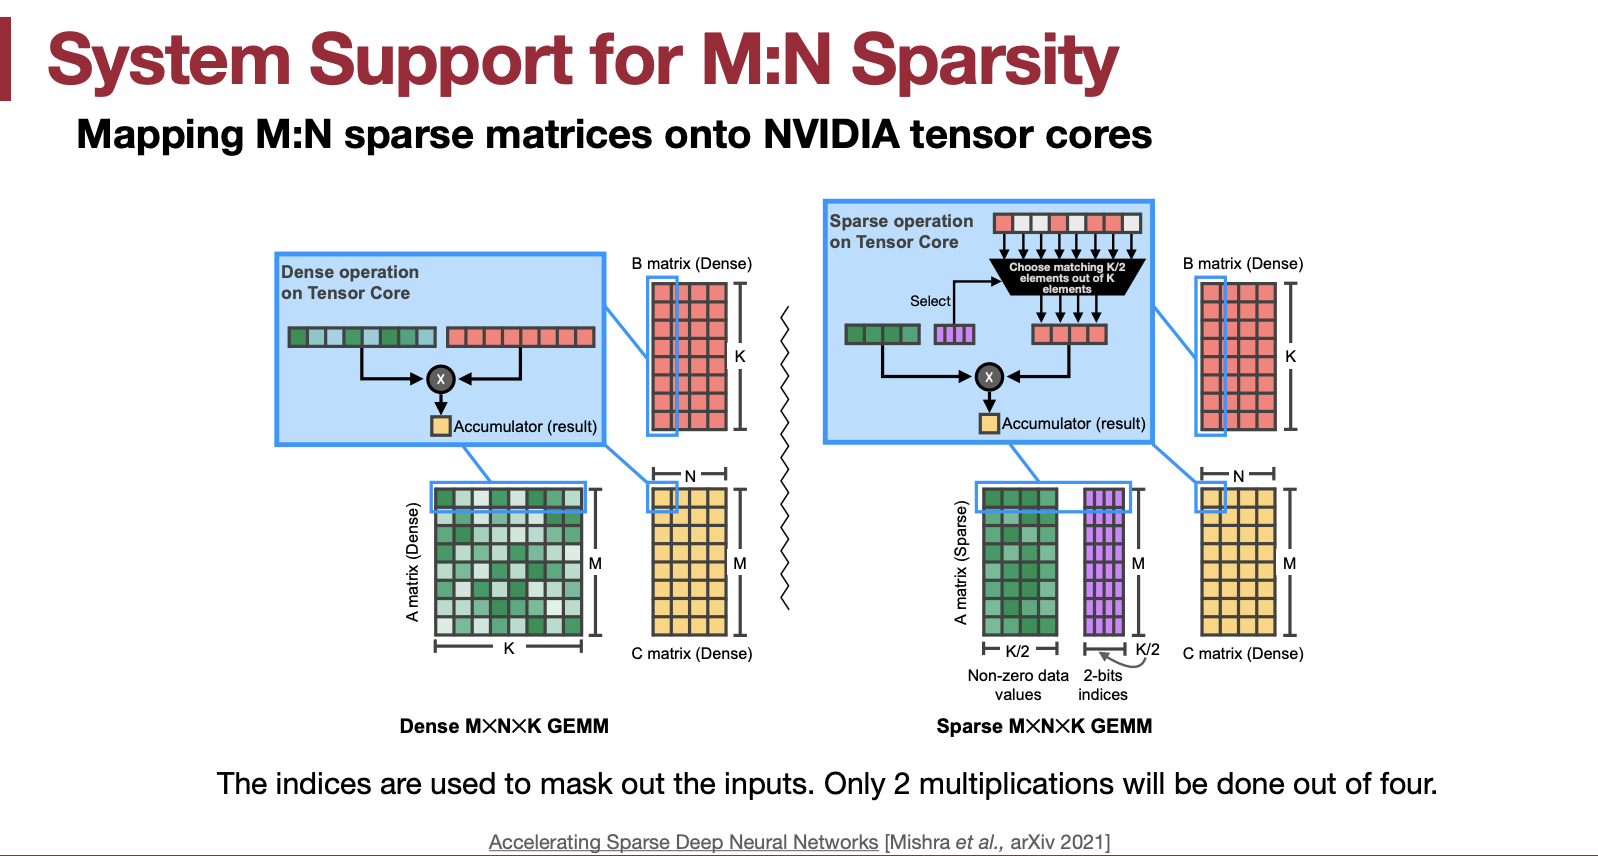 System Support for M:N Sparsity
Mapping M:N sparse matrices onto NVIDIA tensor cores
Dense operation
on Tensor Core
X
Accumulator (result)
B matrix (Dense)
K
A matrix (Dense)
M
K
N
M
C matrix (Dense)
Dense M×N×K GEMM
Sparse operation
on Tensor Core
Choose matching K/2
elements out of K
elements
Select
X
Accumulator (result)
B matrix (Dense)
K
A matrix (Sparse)
M
K/2
K/2
Non-zero data
values
2-bits
indices
N
M
C matrix (Dense)
Sparse M×N×K GEMM
The indices are used to mask out the inputs. Only 2 multiplications will be done out of four.
Accelerating Sparse Deep Neural Networks [Mishra et al., arXiv 2021]